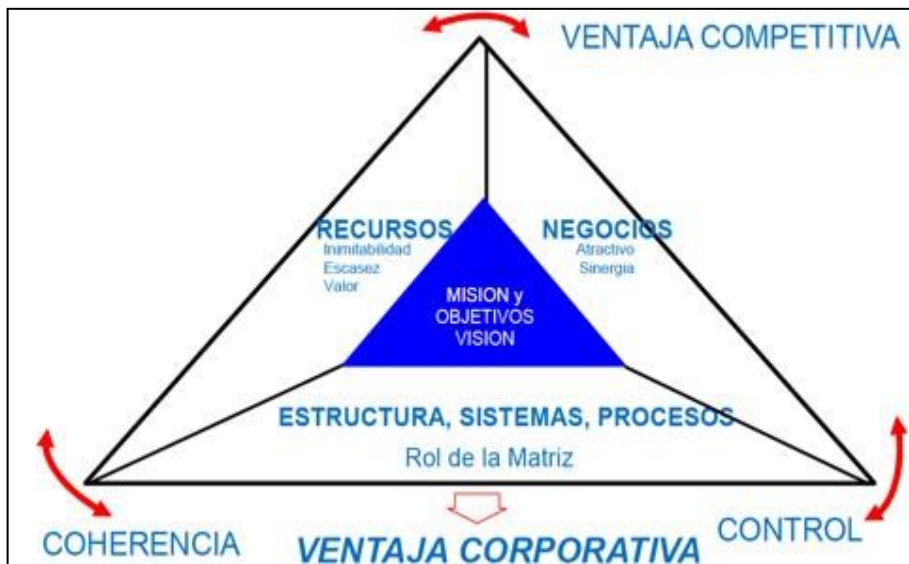 VENTAJA COMPETITIVA
RECURSOS
Inimitabilidad
Escasez
Valor
NEGOCIOS
Atractivo
Sinergia
MISION y
OBJETIVOS
VISION
ESTRUCTURA, SISTEMAS, PROCESOS
Rol de la Matriz
COHERENCIA
VENTAJA CORPORATIVA
CONTROL